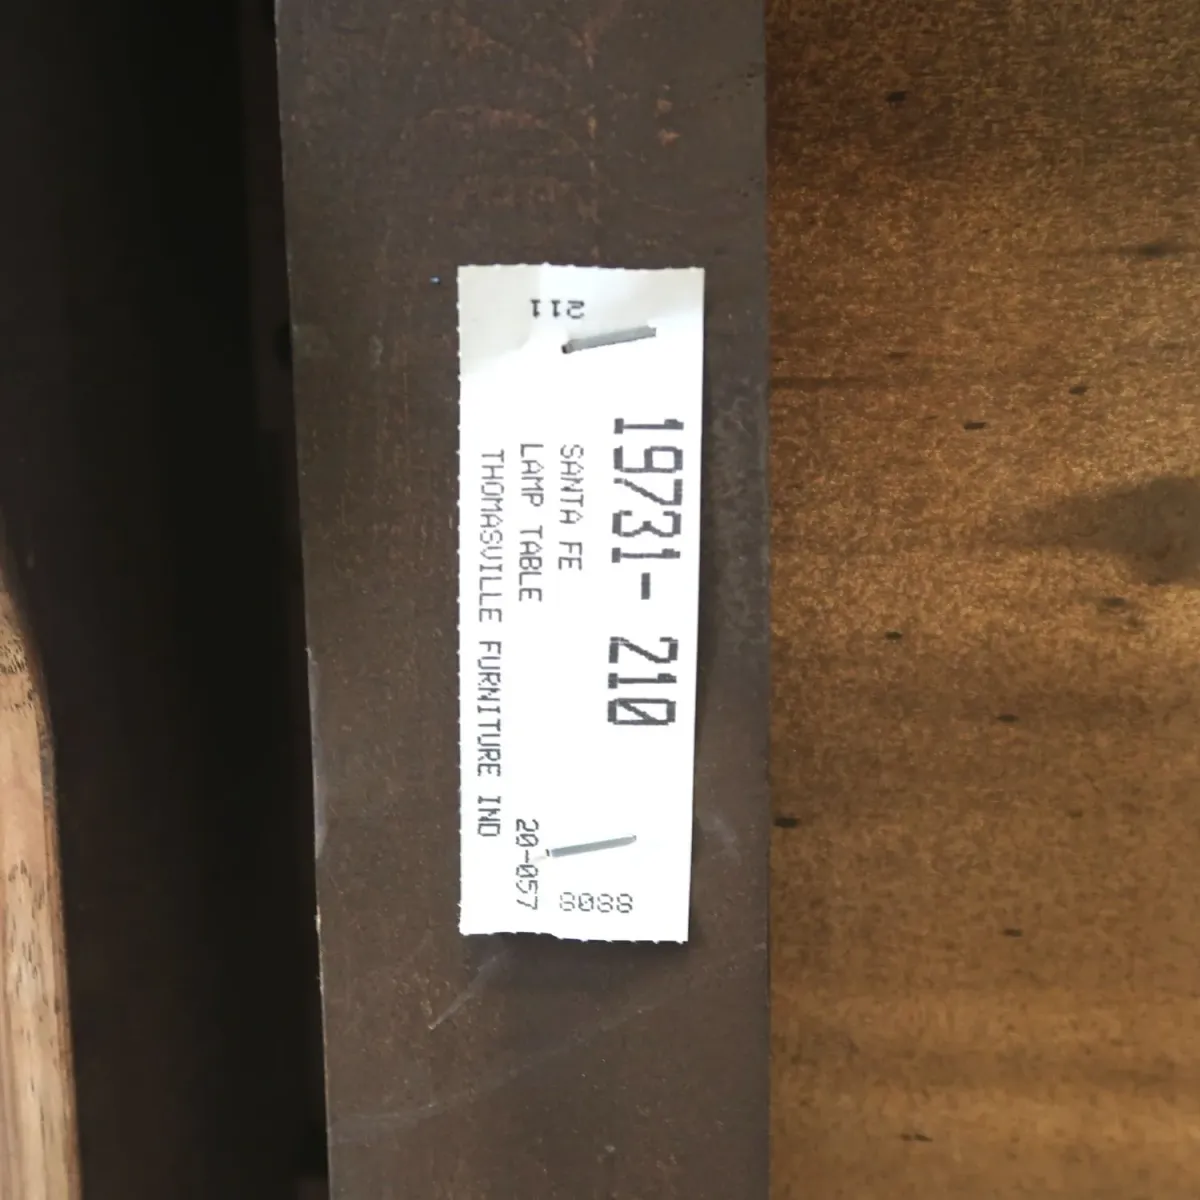 211
19731- 210
SANTA FE
LAMP TABLE
THOMASVILLE FURNITURE IND
20-057
8088